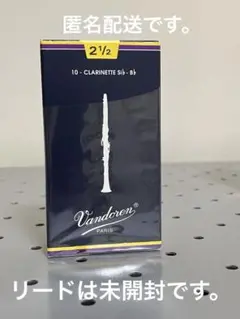 匿名配送です。
2½
10 - CLARINETTE Si♭ - B♭
Vandoren
PARIS
リードは未開封です。